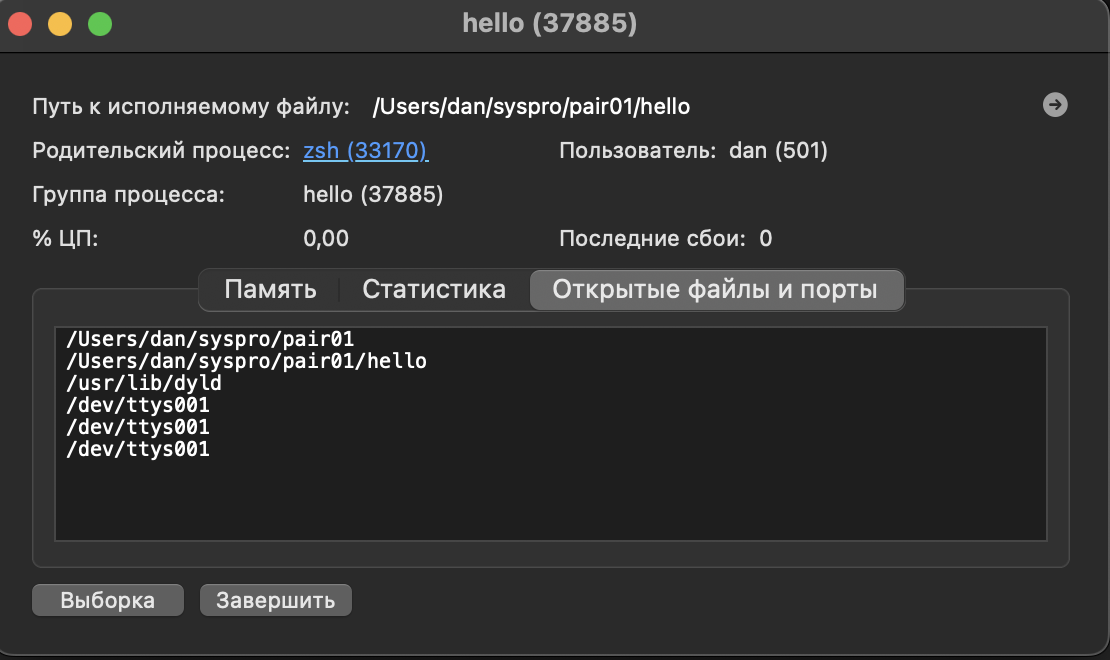 hello (37885)
Путь к исполняемому файлу: /Users/dan/syspro/pair01/hello
Родительский процесс: zsh (33170) Пользователь: dan (501)
Группа процесса: hello (37885)
% ЦП: 0,00 Последние сбои: 0
Память Статистика Открытые файлы и порты
/Users/dan/syspro/pair01
/Users/dan/syspro/pair01/hello
/usr/lib/dyld
/dev/ttys001
/dev/ttys001
/dev/ttys001
Выборка Завершить